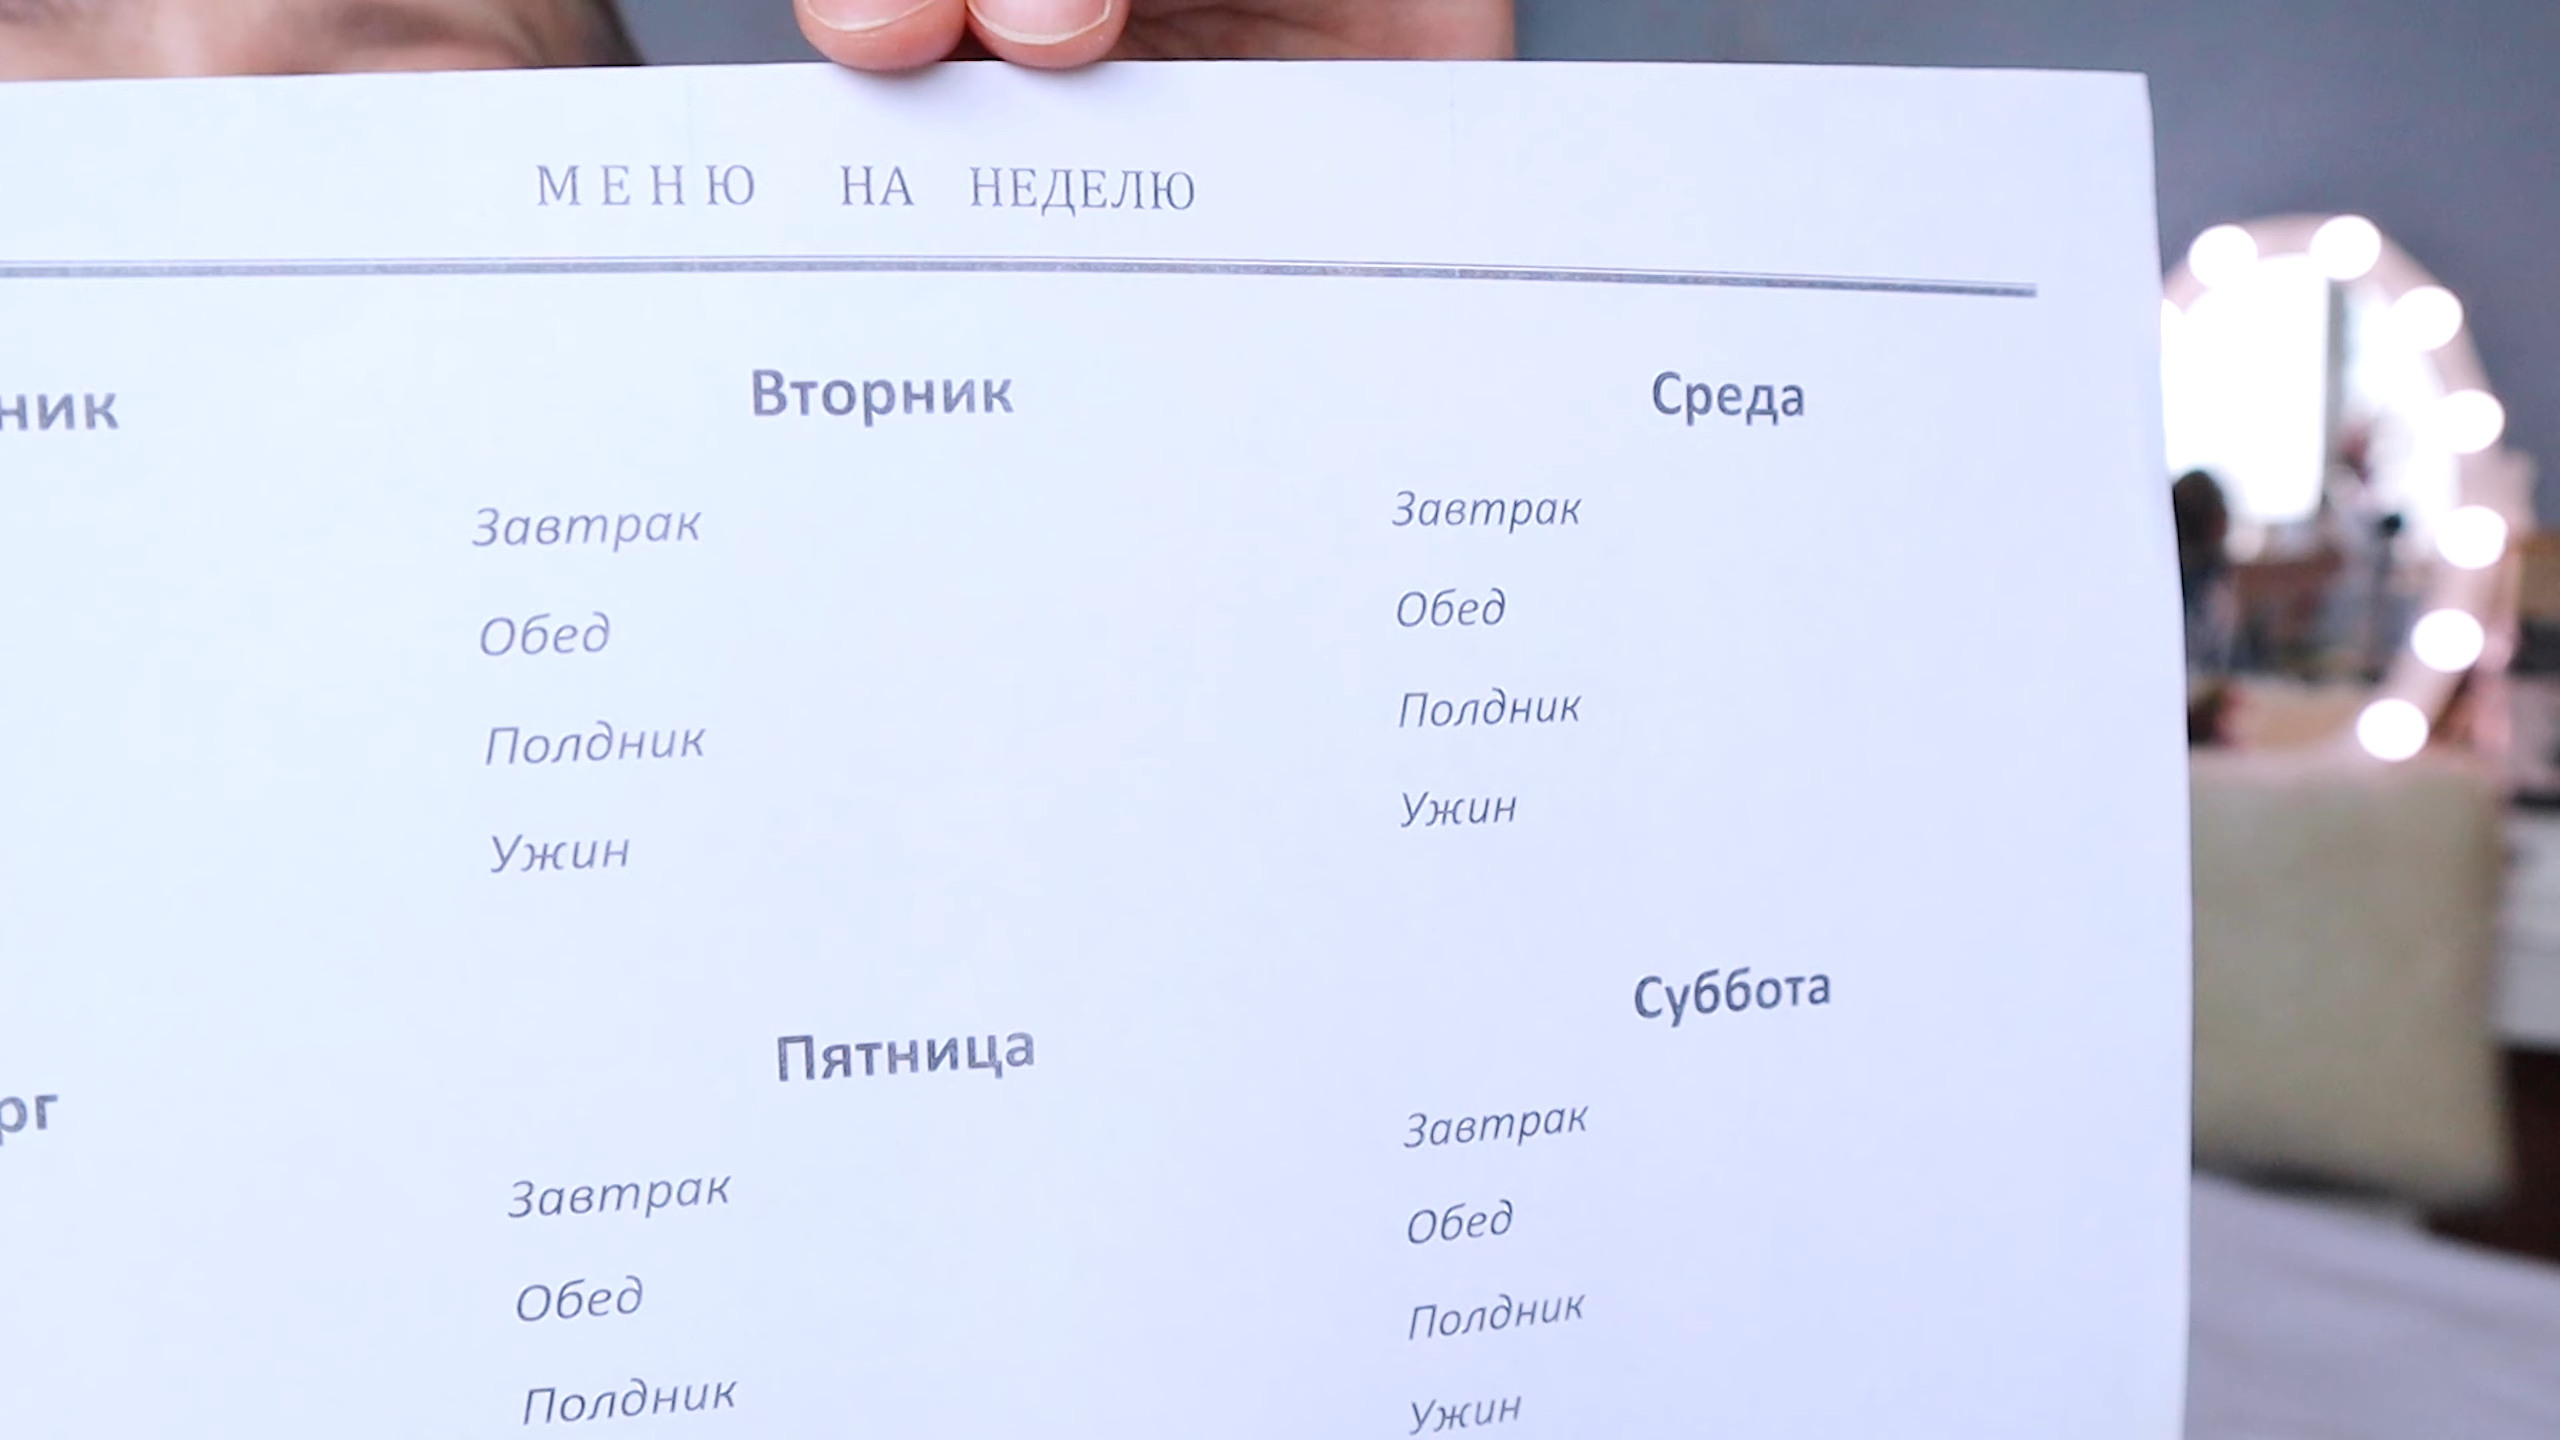 МЕНЮ НА НЕДЕЛЮ
ник
Вторник
Среда
Завтрак
Обед
Полдник
Ужин
Завтрак
Обед
Полдник
Ужин
рг
Пятница
Суббота
Завтрак
Обед
Полдник
Завтрак
Обед
Полдник
Ужин